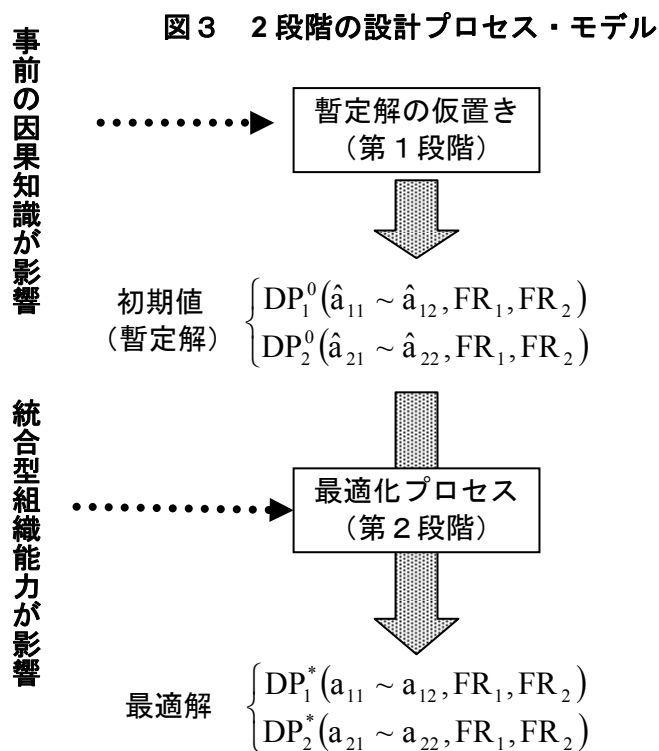 図３　２段階の設計プロセス・モデル
事前の因果知識が影響
暫定解の仮置き
（第１段階）
初期値
（暫定解）
DP₁⁰(â₁₁ ~ â₁₂, FR₁, FR₂)
DP₂⁰(â₂₁ ~ â₂₂, FR₁, FR₂)
統合型組織能力が影響
最適化プロセス
（第２段階）
最適解
DP₁*(a₁₁ ~ a₁₂, FR₁, FR₂)
DP₂*(a₂₁ ~ a₂₂, FR₁, FR₂)